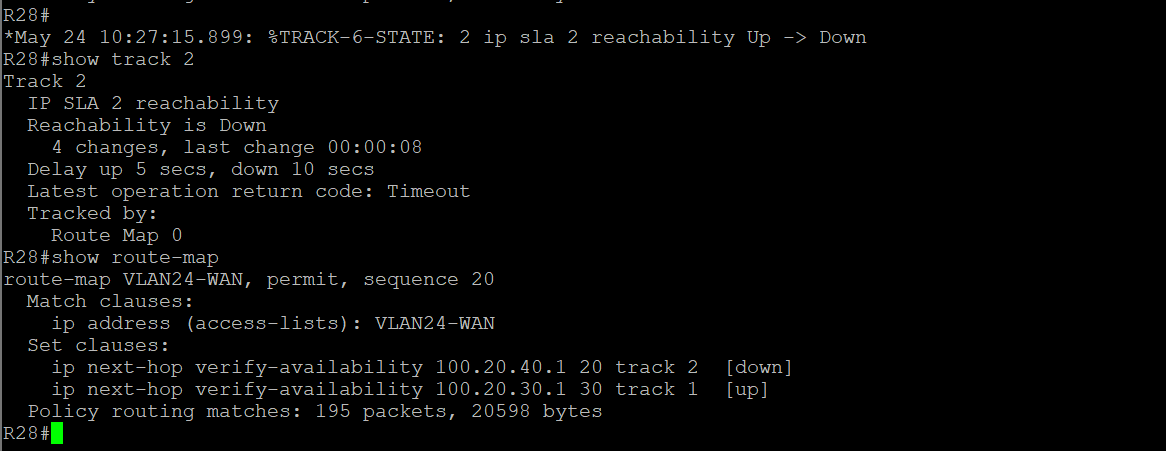 R28#
*May 24 10:27:15.899: %TRACK-6-STATE: 2 ip sla 2 reachability Up -> Down
R28#show track 2
Track 2
  IP SLA 2 reachability
  Reachability is Down
    4 changes, last change 00:00:08
  Delay up 5 secs, down 10 secs
  Latest operation return code: Timeout
  Tracked by:
    Route Map 0
R28#show route-map
route-map VLAN24-WAN, permit, sequence 20
  Match clauses:
    ip address (access-lists): VLAN24-WAN
  Set clauses:
    ip next-hop verify-availability 100.20.40.1 20 track 2  [down]
    ip next-hop verify-availability 100.20.30.1 30 track 1  [up]
  Policy routing matches: 195 packets, 20598 bytes
R28#